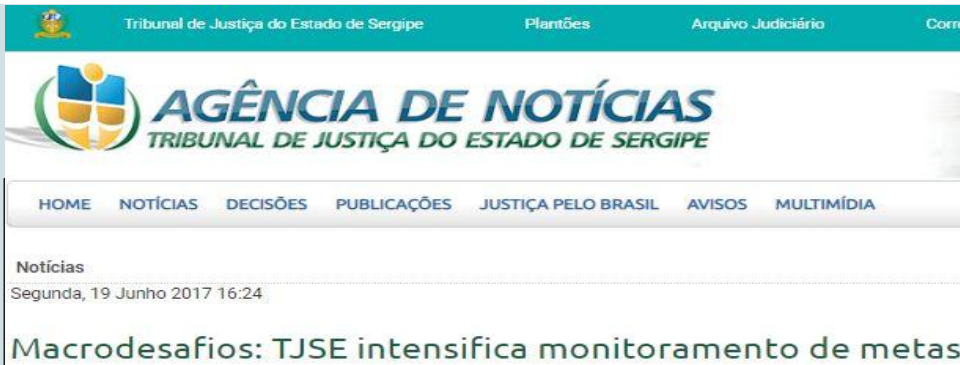 Tribunal de Justiça do Estado de Sergipe Plantões Arquivo Judiciário
AGÊNCIA DE NOTÍCIAS
TRIBUNAL DE JUSTIÇA DO ESTADO DE SERGIPE
HOME NOTÍCIAS DECISÕES PUBLICAÇÕES JUSTIÇA PELO BRASIL AVISOS MULTIMÍDIA
Notícias
Segunda, 19 Junho 2017 16:24
Macrodesafios: TJSE intensifica monitoramento de metas